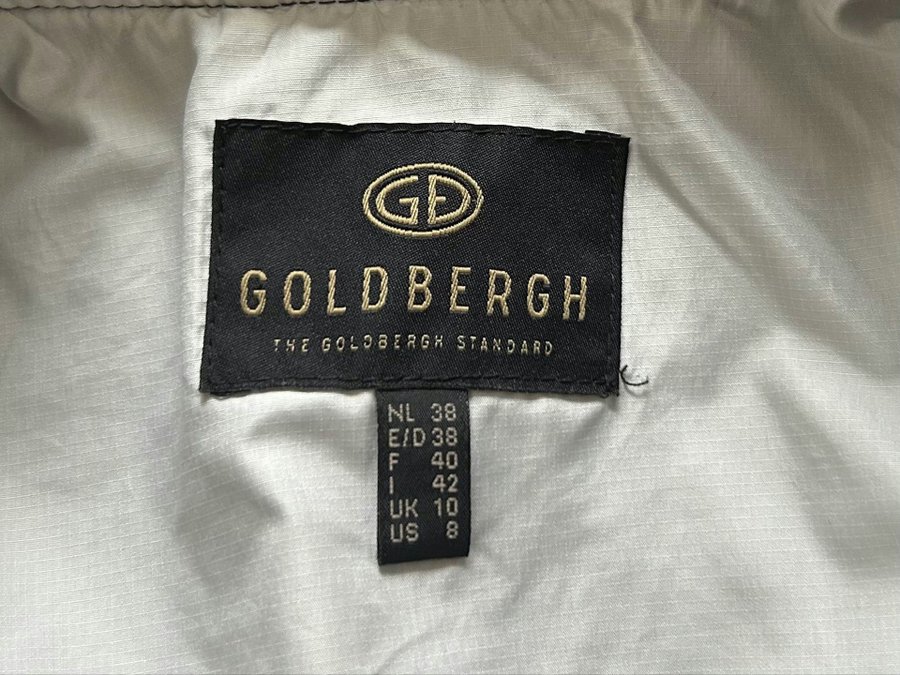 GD
GOLDBERGH
THE GOLDBERGH STANDARD
NL 38
E/D 38
F 40
I 42
UK 10
US 8